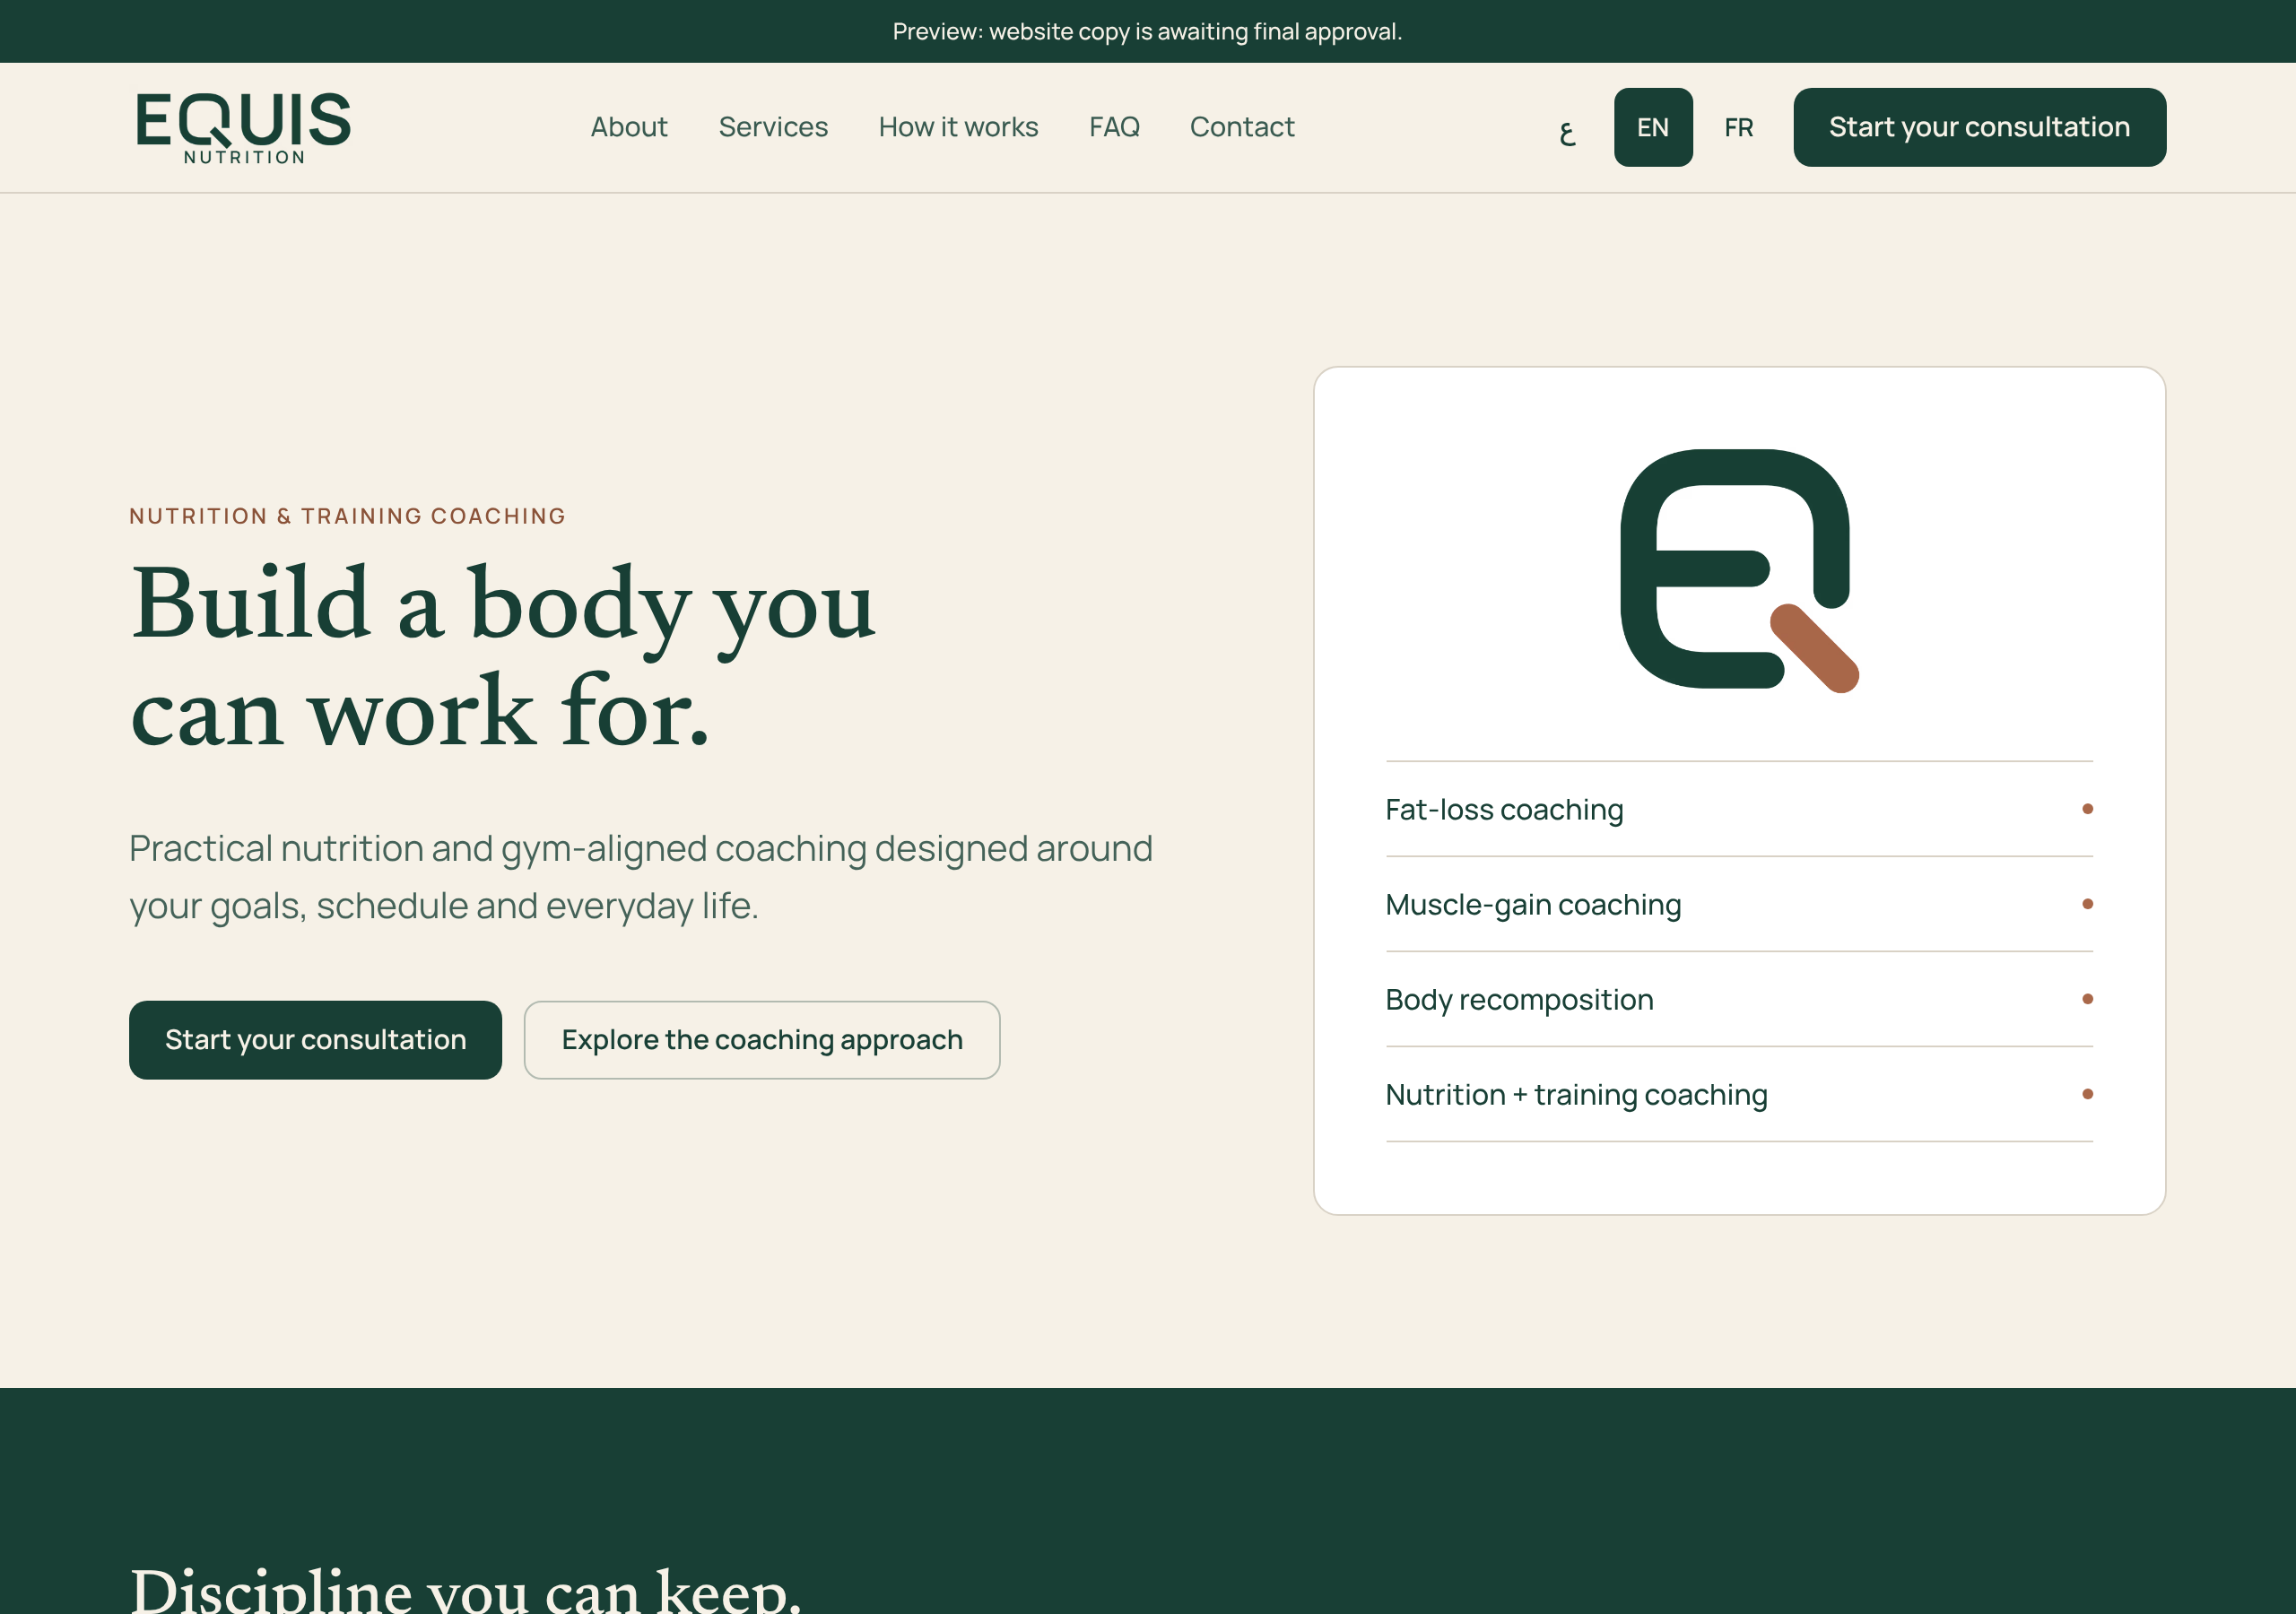 Preview: website copy is awaiting final approval.
EQUIS
NUTRITION
About
Services
How it works
FAQ
Contact
ع
EN
FR
Start your consultation
NUTRITION & TRAINING COACHING
Build a body you
can work for.
Practical nutrition and gym-aligned coaching designed around
your goals, schedule and everyday life.
Start your consultation
Explore the coaching approach
Fat-loss coaching
Muscle-gain coaching
Body recomposition
Nutrition + training coaching
Discipline you can keep.